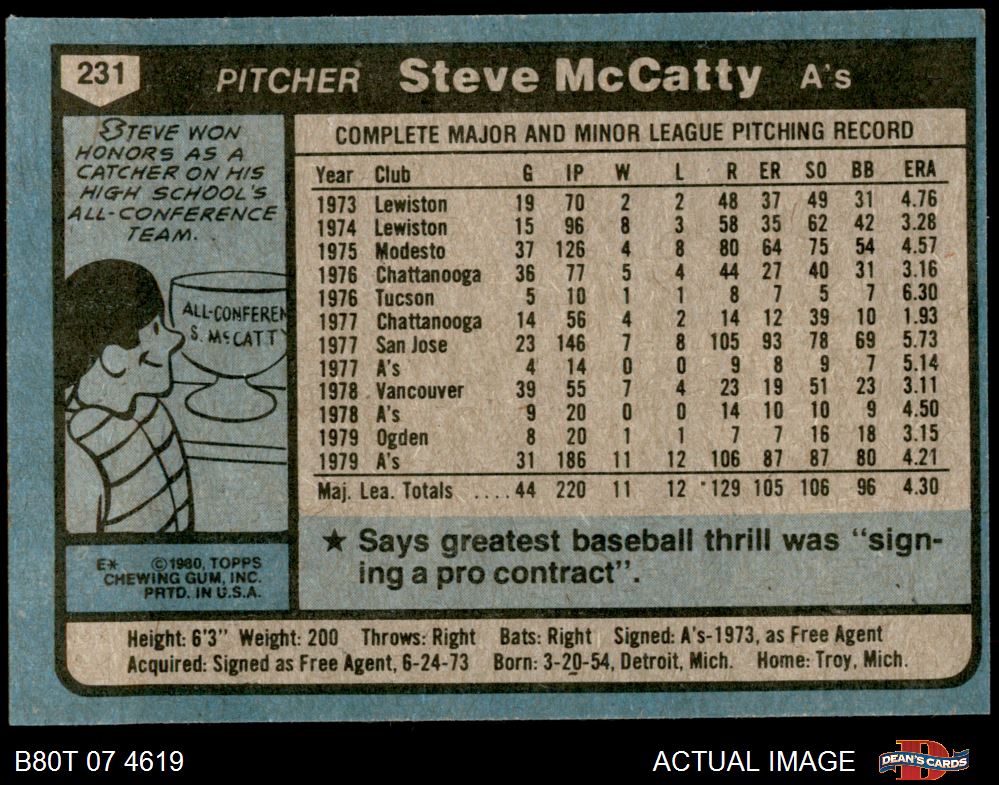 231 PITCHER Steve McCatty A's
STEVE WON
HONORS AS A
CATCHER ON HIS
HIGH SCHOOL'S
ALL-CONFERENCE
TEAM.
ALL-CONFEREN
S. McCATTY
E* ©1980, TOPPS
CHEWING GUM, INC.
PRTD. IN U.S.A.
COMPLETE MAJOR AND MINOR LEAGUE PITCHING RECORD
Year Club G IP W L R ER SO BB ERA
1973 Lewiston 19 70 2 2 48 37 49 31 4.76
1974 Lewiston 15 96 8 3 58 35 62 42 3.28
1975 Modesto 37 126 4 8 80 64 75 54 4.57
1976 Chattanooga 36 77 5 4 44 27 40 31 3.16
1976 Tucson 5 10 1 1 8 7 5 7 6.30
1977 Chattanooga 14 56 4 2 14 12 39 10 1.93
1977 San Jose 23 146 7 8 105 93 78 69 5.73
1977 A's 4 14 0 0 9 8 9 7 5.14
1978 Vancouver 39 55 7 4 23 19 51 23 3.11
1978 A's 9 20 0 0 14 10 10 9 4.50
1979 Ogden 8 20 1 1 7 7 16 18 3.15
1979 A's 31 186 11 12 106 87 87 80 4.21
Maj. Lea. Totals ....44 220 11 12 129 105 106 96 4.30
★ Says greatest baseball thrill was "sign-
ing a pro contract".
Height: 6'3" Weight: 200 Throws: Right Bats: Right Signed: A's-1973, as Free Agent
Acquired: Signed as Free Agent, 6-24-73 Born: 3-20-54, Detroit, Mich. Home: Troy, Mich.
B80T 07 4619 ACTUAL IMAGE DEAN'S CARDS